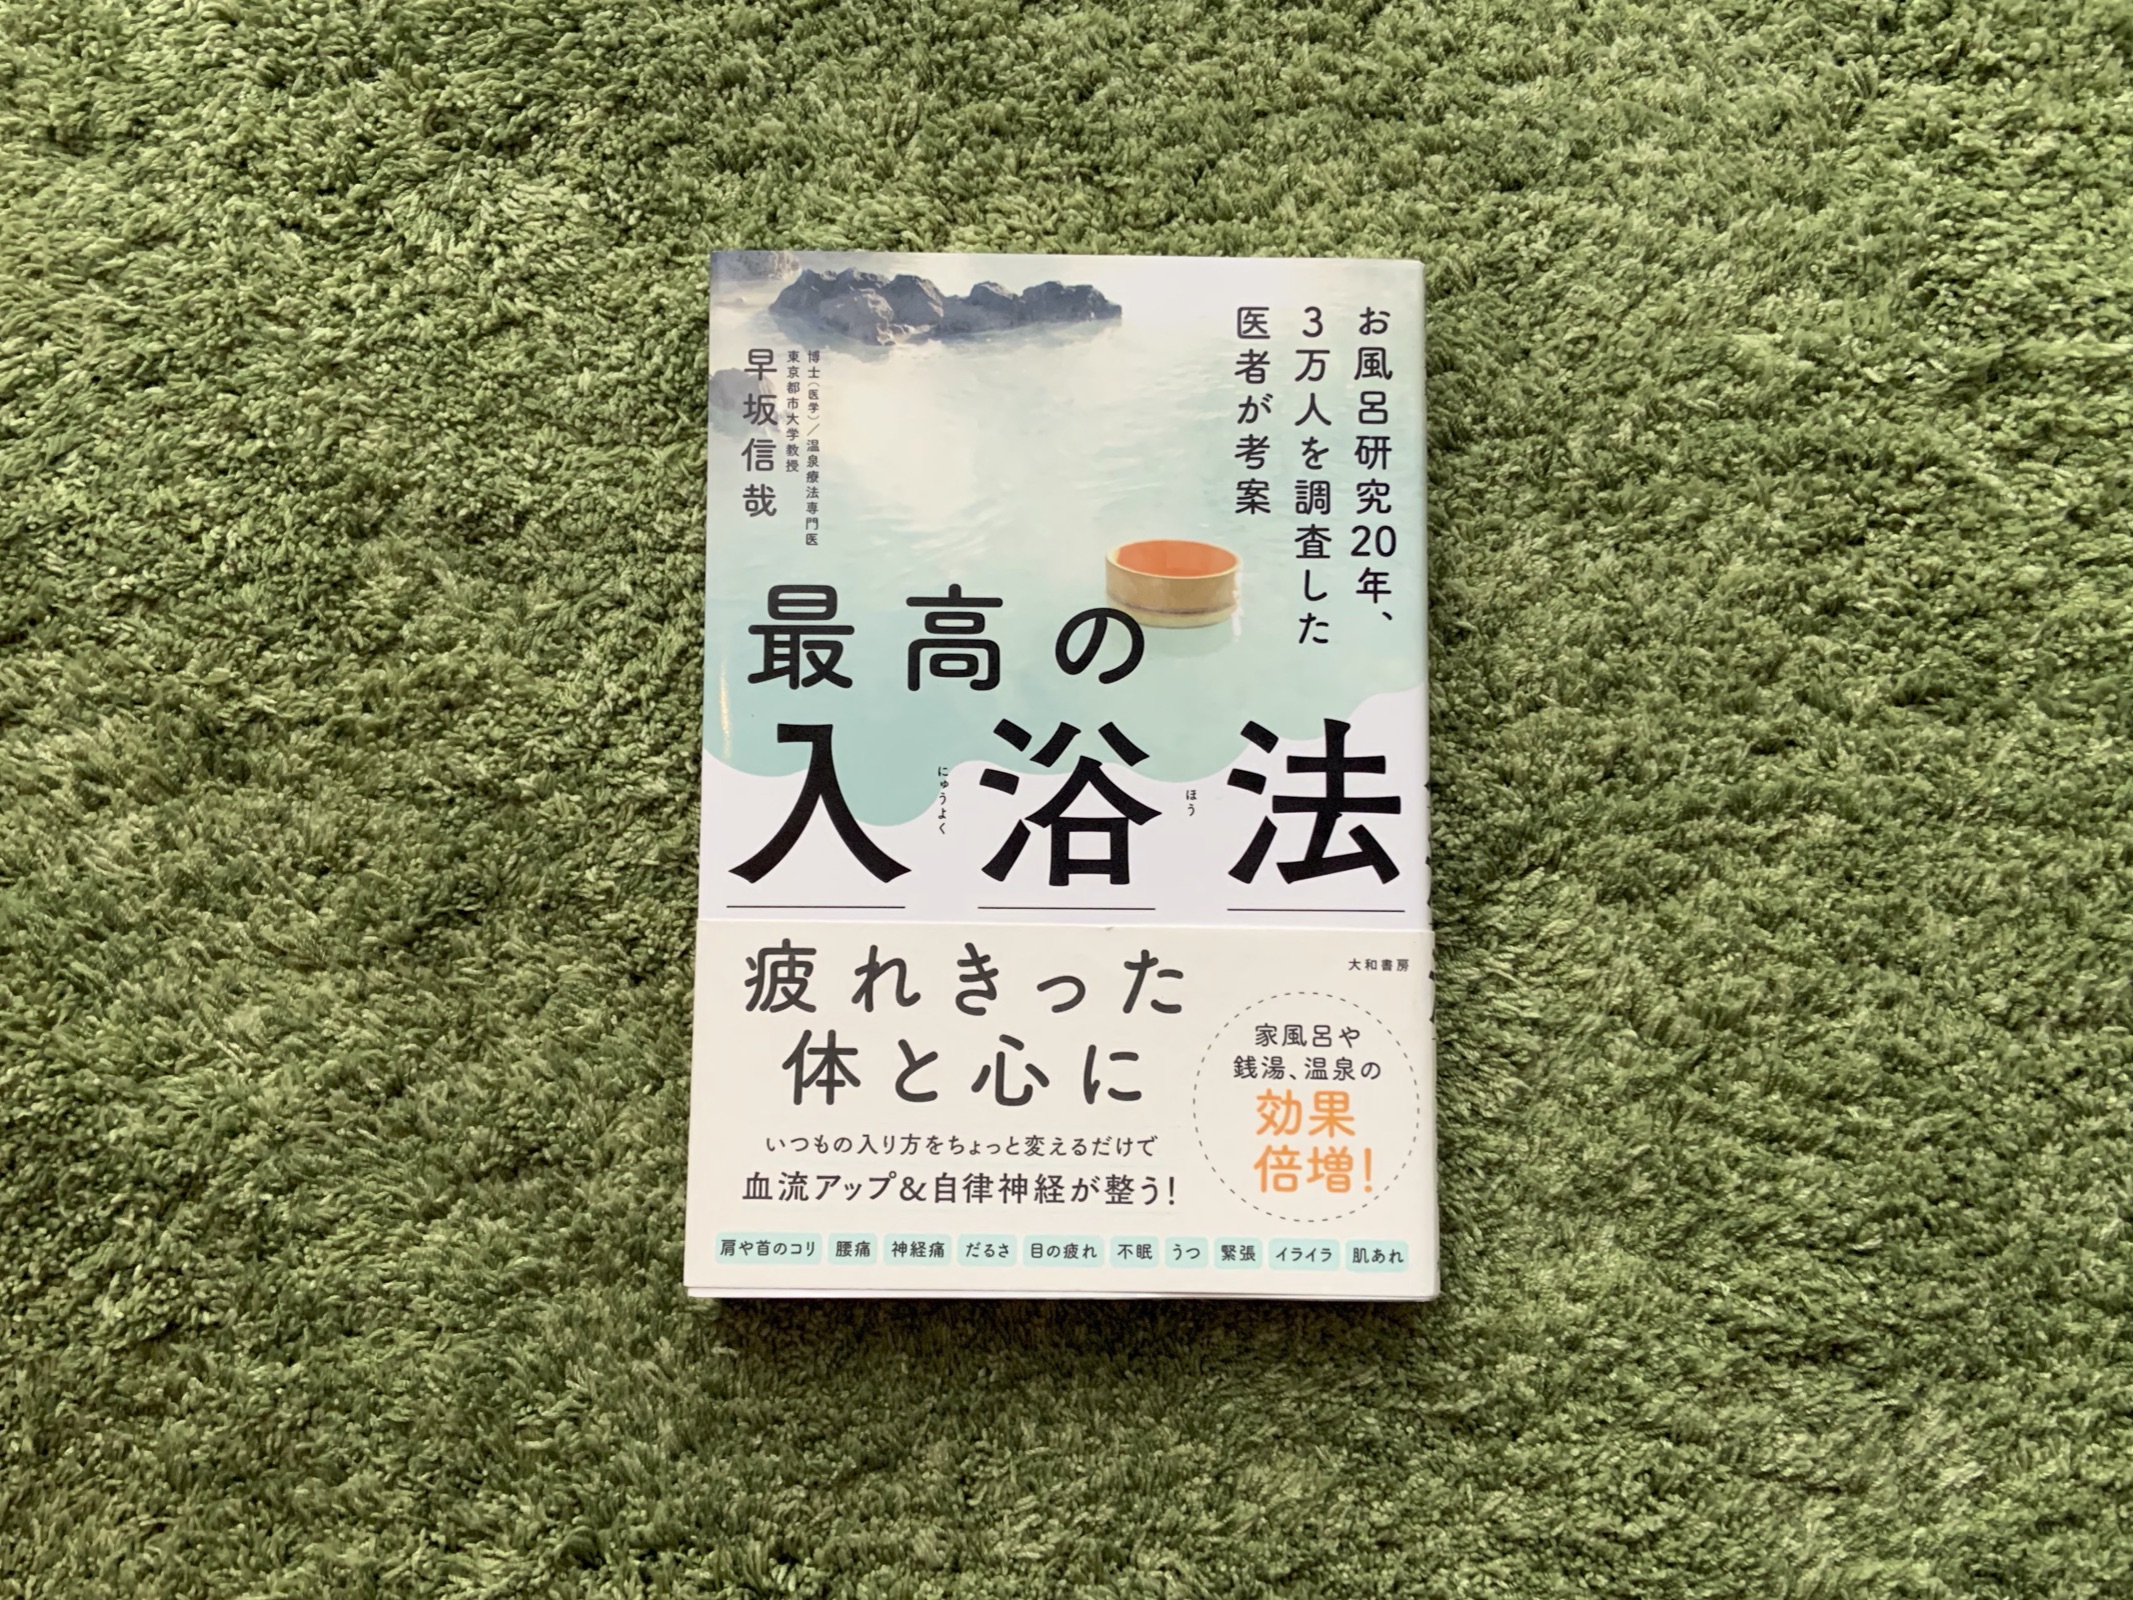 お風呂研究20年、
3万人を調査した
医者が考案
博士(医学)/温泉療法専門医
東京都市大学教授
早坂信哉
最高の
入浴法
にゅうよく
ほう
大和書房
疲れきった
体と心に
いつもの入り方をちょっと変えるだけで
血流アップ&自律神経が整う!
家風呂や
銭湯、温泉の
効果
倍増!
肩や首のコリ 腰痛 神経痛 だるさ 目の疲れ 不眠 うつ 緊張 イライラ 肌あれ